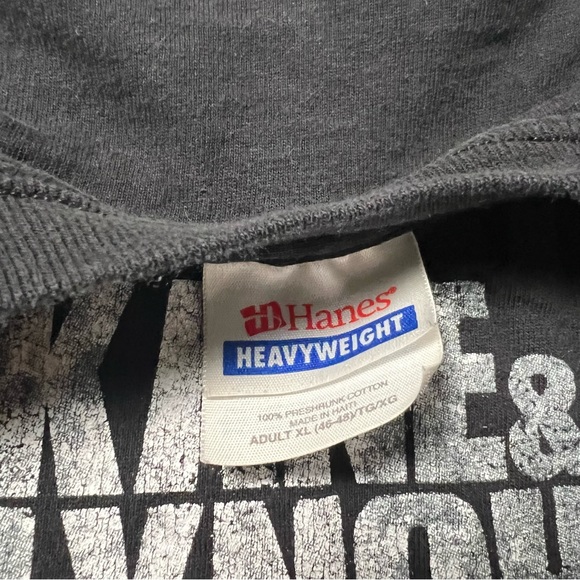 Hanes®
HEAVYWEIGHT
100% PRESHRUNK COTTON
MADE IN HAITI
ADULT XL (46-48)/TG/XG
&